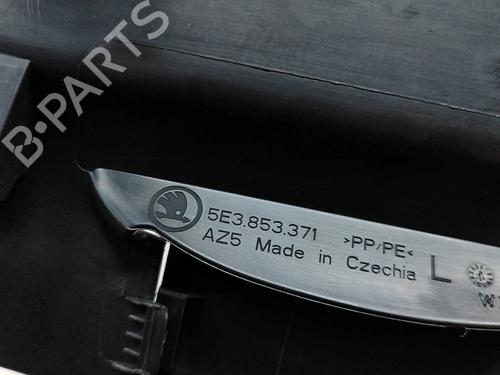 B-PARTS
5E3.853.371 >PP/PE<
AZ5 Made in Czechia L
W